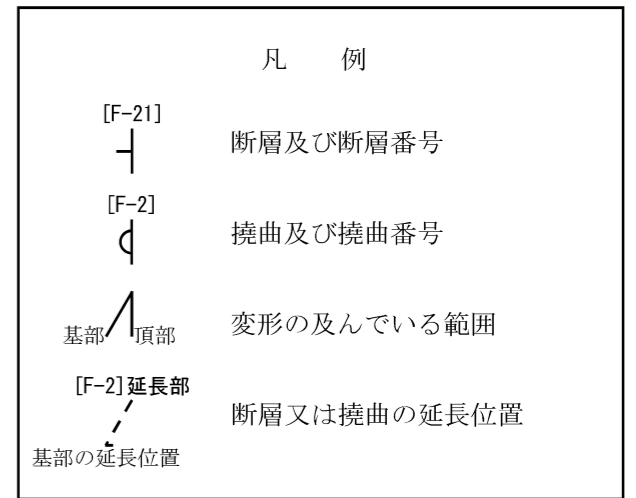 凡　例
[F-21]
断層及び断層番号
[F-2]
撓曲及び撓曲番号
基部 頂部 変形の及んでいる範囲
[F-2]延長部
断層又は撓曲の延長位置
基部の延長位置